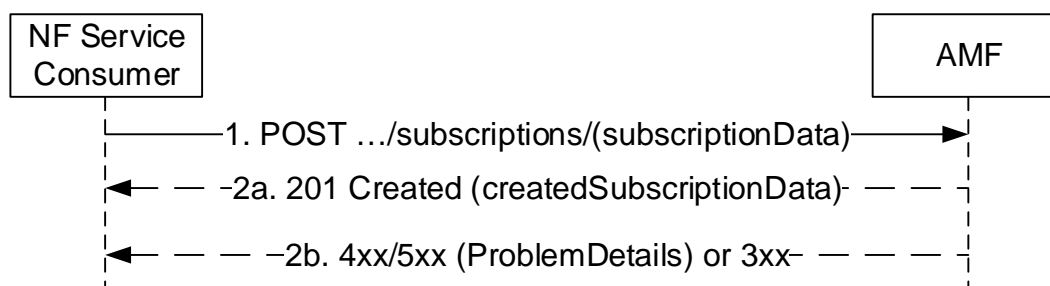 NF Service
Consumer
AMF
1. POST …/subscriptions/(subscriptionData)
2a. 201 Created (createdSubscriptionData)
2b. 4xx/5xx (ProblemDetails) or 3xx